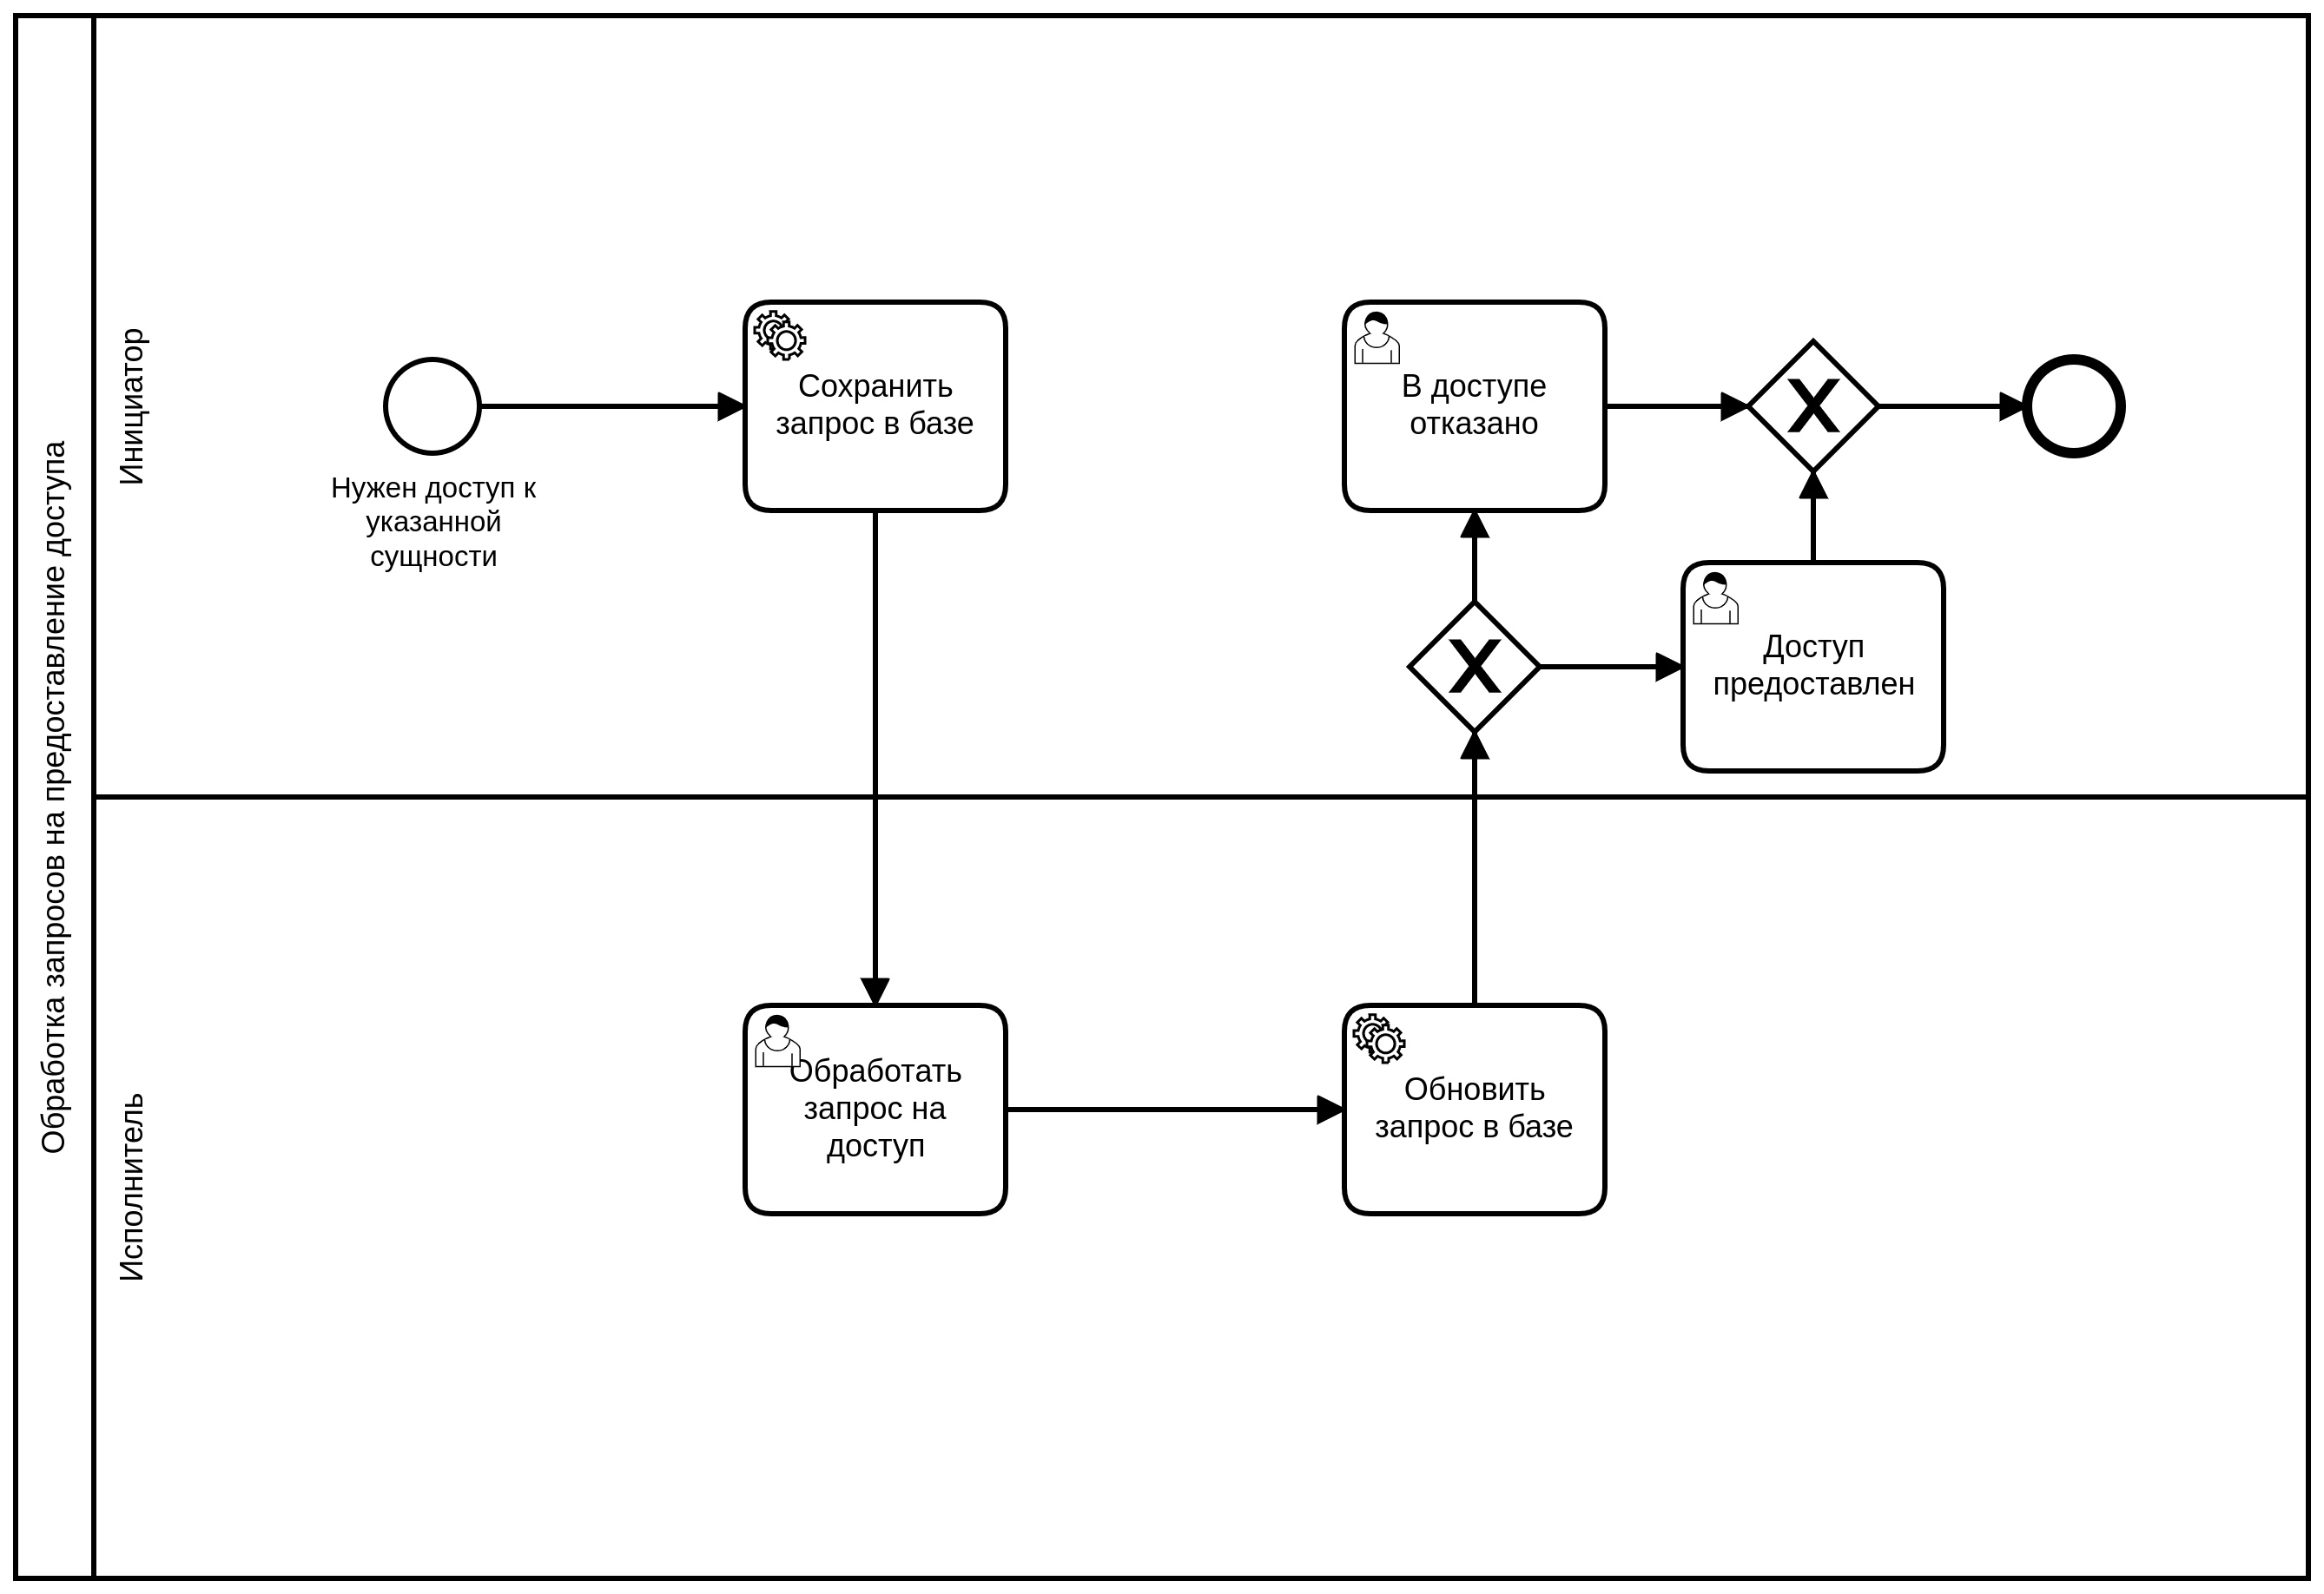 Обработка запросов на предоставление доступа
Инициатор
Нужен доступ к
указанной
сущности
Сохранить
запрос в базе
В доступе
отказано
X
X
Доступ
предоставлен
Исполнитель
Обработать
запрос на
доступ
Обновить
запрос в базе